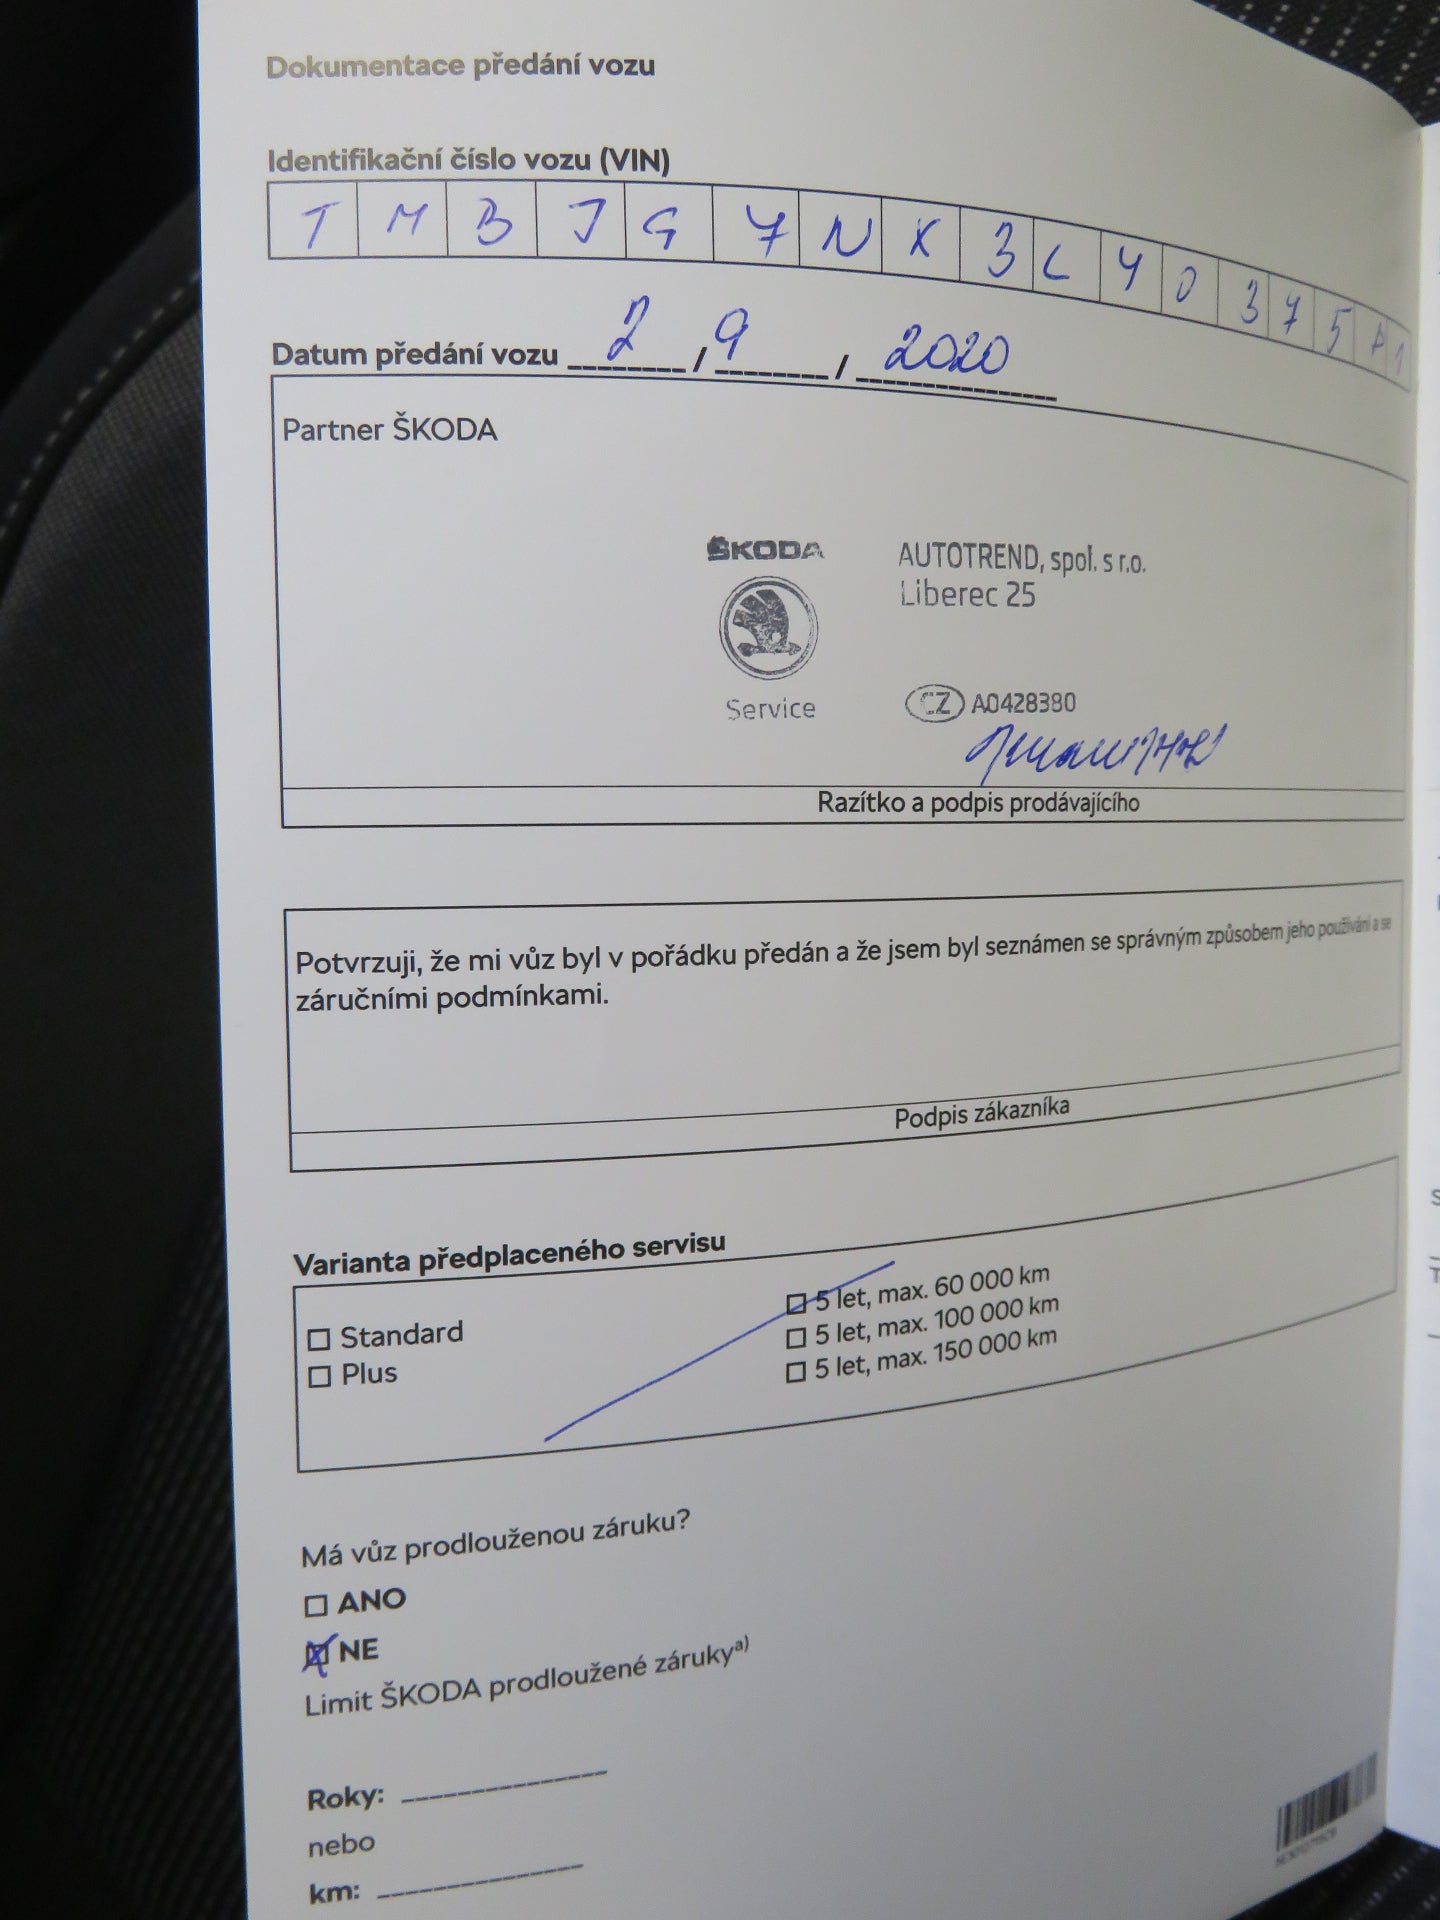 Dokumentace předání vozu
Identifikační číslo vozu (VIN)
T M B J G 7 N X 3 L Y 0 3 7 5
Datum předání vozu 2 / 9 / 2020
Partner ŠKODA
ŠKODA
AUTOTREND, spol. s r.o.
Liberec 25
Service
CZ A0428380
Razítko a podpis prodávajícího
Potvrzuji, že mi vůz byl v pořádku předán a že jsem byl seznámen se správným způsobem jeho používání a se
záručními podmínkami.
Podpis zákazníka
Varianta předplaceného servisu
☐ Standard
☐ Plus
☐ 5 let, max. 60 000 km
☐ 5 let, max. 100 000 km
☐ 5 let, max. 150 000 km
Má vůz prodlouženou záruku?
☐ ANO
☒ NE
Limit ŠKODA prodloužené zárukyᵃ⁾
Roky: ____________
nebo
km: ____________